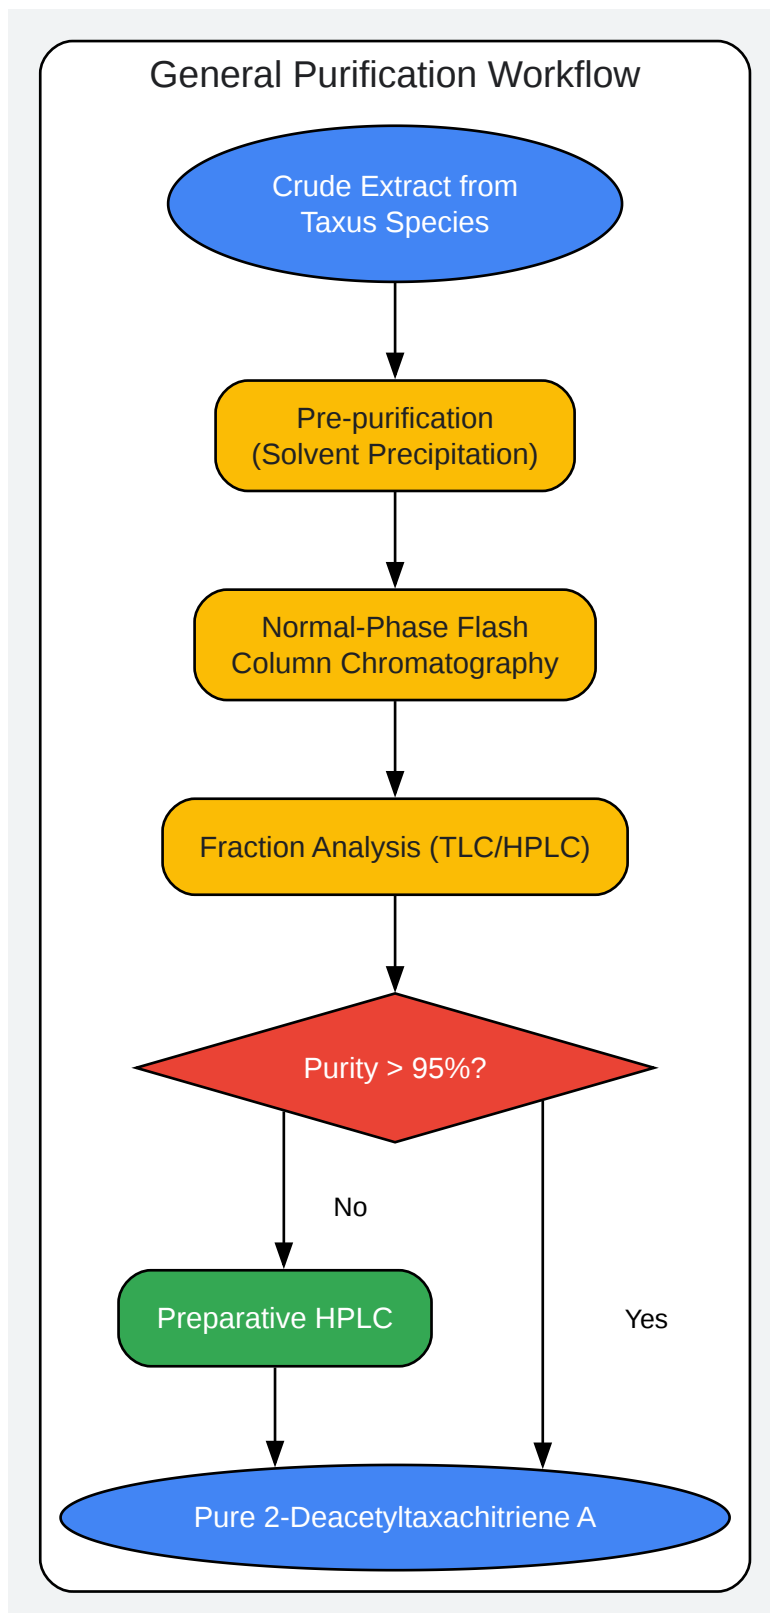 General Purification Workflow
Crude Extract from
Taxus Species
Pre-purification
(Solvent Precipitation)
Normal-Phase Flash
Column Chromatography
Fraction Analysis (TLC/HPLC)
Purity > 95%?
No
Preparative HPLC
Yes
Pure 2-Deacetyltaxachitriene A